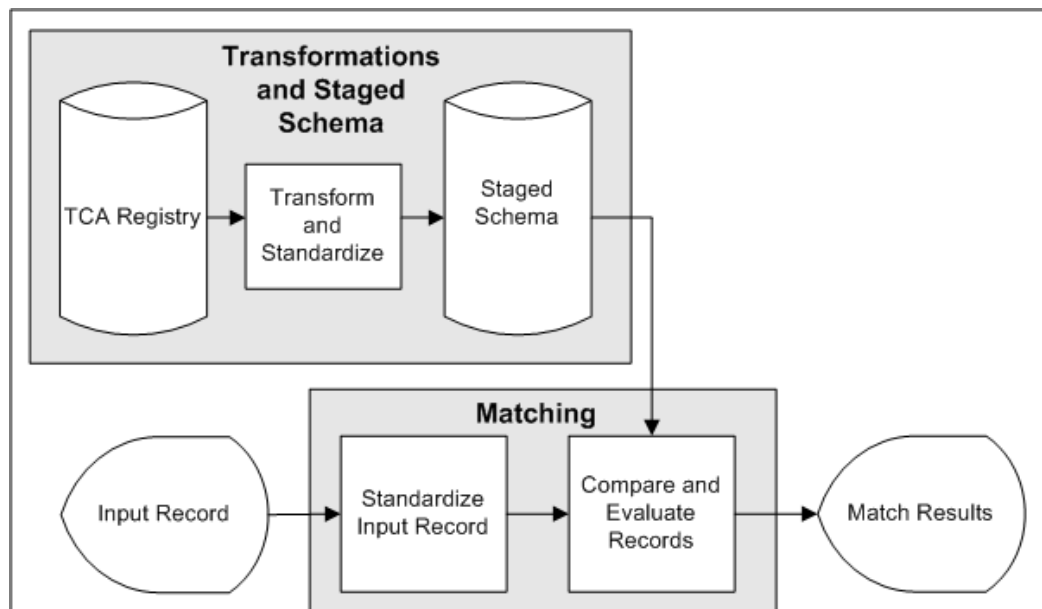 Transformations
and Staged
Schema
TCA Registry
Transform
and
Standardize
Staged
Schema
Matching
Input Record
Standardize
Input Record
Compare and
Evaluate
Records
Match Results